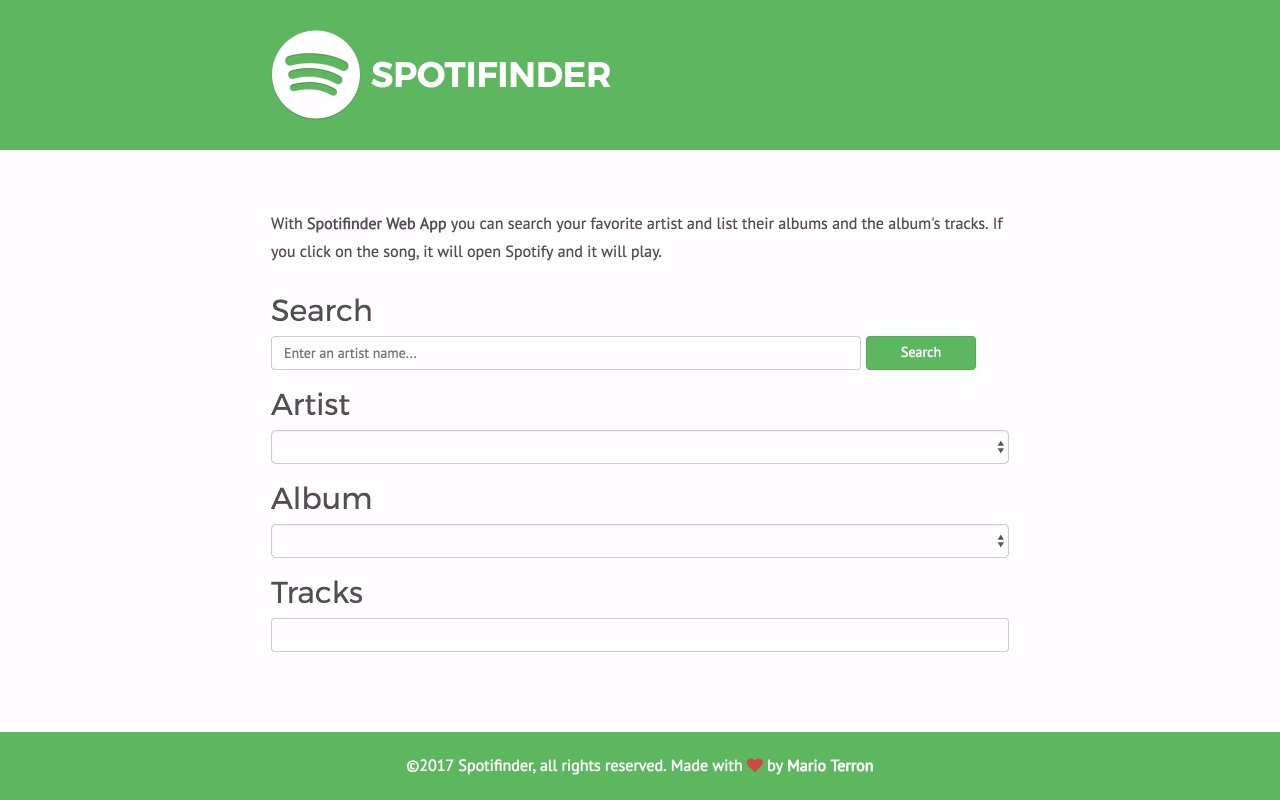 SPOTIFINDER
With Spotifinder Web App you can search your favorite artist and list their albums and the album's tracks. If
you click on the song, it will open Spotify and it will play.
Search
Enter an artist name...
Search
Artist
Album
Tracks
©2017 Spotifinder, all rights reserved. Made with ❤ by Mario Terron